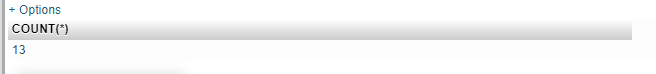 + Options
COUNT(*)
13